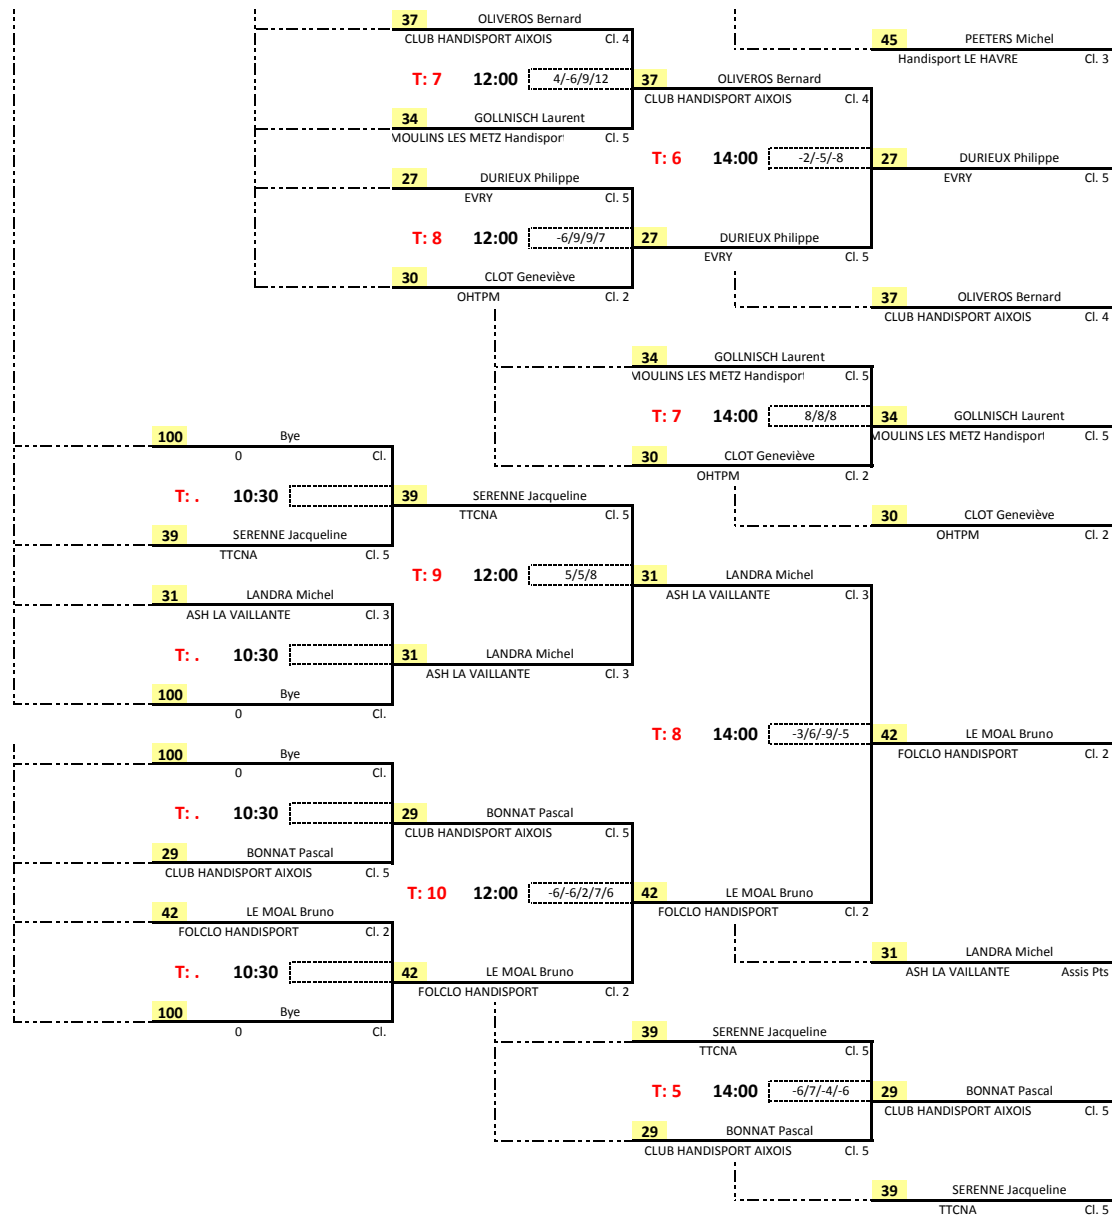 37 OLIVEROS Bernard
45 PEETERS Michel
CLUB HANDISPORT AIXOIS Cl. 4
Handisport LE HAVRE Cl. 3
T: 7 12:00 4/-6/9/12 37 OLIVEROS Bernard
CLUB HANDISPORT AIXOIS Cl. 4
34 GOLLNISCH Laurent
MOULINS LES METZ Handisport Cl. 5
T: 6 14:00 -2/-5/-8 27 DURIEUX Philippe
EVRY Cl. 5
27 DURIEUX Philippe
EVRY Cl. 5
T: 8 12:00 -6/9/9/7 27 DURIEUX Philippe
EVRY Cl. 5
30 CLOT Geneviève
OHTPM Cl. 2
37 OLIVEROS Bernard
CLUB HANDISPORT AIXOIS Cl. 4
34 GOLLNISCH Laurent
MOULINS LES METZ Handisport Cl. 5
T: 7 14:00 8/8/8 34 GOLLNISCH Laurent
MOULINS LES METZ Handisport Cl. 5
100 Bye
0 Cl.
30 CLOT Geneviève
OHTPM Cl. 2
T: . 10:30 39 SERENNE Jacqueline
TTCNA Cl. 5
30 CLOT Geneviève
OHTPM Cl. 2
39 SERENNE Jacqueline
TTCNA Cl. 5
T: 9 12:00 5/5/8 31 LANDRA Michel
ASH LA VAILLANTE Cl. 3
31 LANDRA Michel
ASH LA VAILLANTE Cl. 3
T: . 10:30 31 LANDRA Michel
ASH LA VAILLANTE Cl. 3
100 Bye
0 Cl.
T: 8 14:00 -3/6/-9/-5 42 LE MOAL Bruno
FOLCLO HANDISPORT Cl. 2
100 Bye
0 Cl.
T: . 10:30 29 BONNAT Pascal
CLUB HANDISPORT AIXOIS Cl. 5
29 BONNAT Pascal
CLUB HANDISPORT AIXOIS Cl. 5
T: 10 12:00 -6/-6/2/7/6 42 LE MOAL Bruno
FOLCLO HANDISPORT Cl. 2
42 LE MOAL Bruno
FOLCLO HANDISPORT Cl. 2
31 LANDRA Michel
ASH LA VAILLANTE Assis Pts
T: . 10:30 42 LE MOAL Bruno
FOLCLO HANDISPORT Cl. 2
100 Bye
0 Cl.
39 SERENNE Jacqueline
TTCNA Cl. 5
T: 5 14:00 -6/7/-4/-6 29 BONNAT Pascal
CLUB HANDISPORT AIXOIS Cl. 5
29 BONNAT Pascal
CLUB HANDISPORT AIXOIS Cl. 5
39 SERENNE Jacqueline
TTCNA Cl. 5